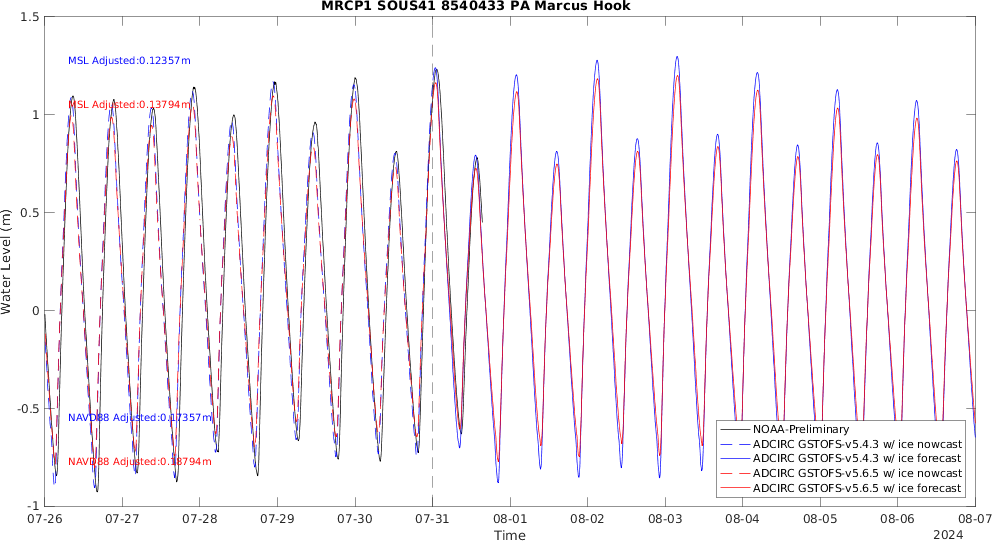 MRCP1 SOUS41 8540433 PA Marcus Hook
Water Level (m)
1.5
1
0.5
0
-0.5
-1
MSL Adjusted:0.12357m
MSL Adjusted:0.13794m
NAVD88 Adjusted:0.17357m
NAVD88 Adjusted:0.18794m
NOAA-Preliminary
ADCIRC GSTOFS-v5.4.3 w/ ice nowcast
ADCIRC GSTOFS-v5.4.3 w/ ice forecast
ADCIRC GSTOFS-v5.6.5 w/ ice nowcast
ADCIRC GSTOFS-v5.6.5 w/ ice forecast
07-26 07-27 07-28 07-29 07-30 07-31 08-01 08-02 08-03 08-04 08-05 08-06 08-07
Time
2024